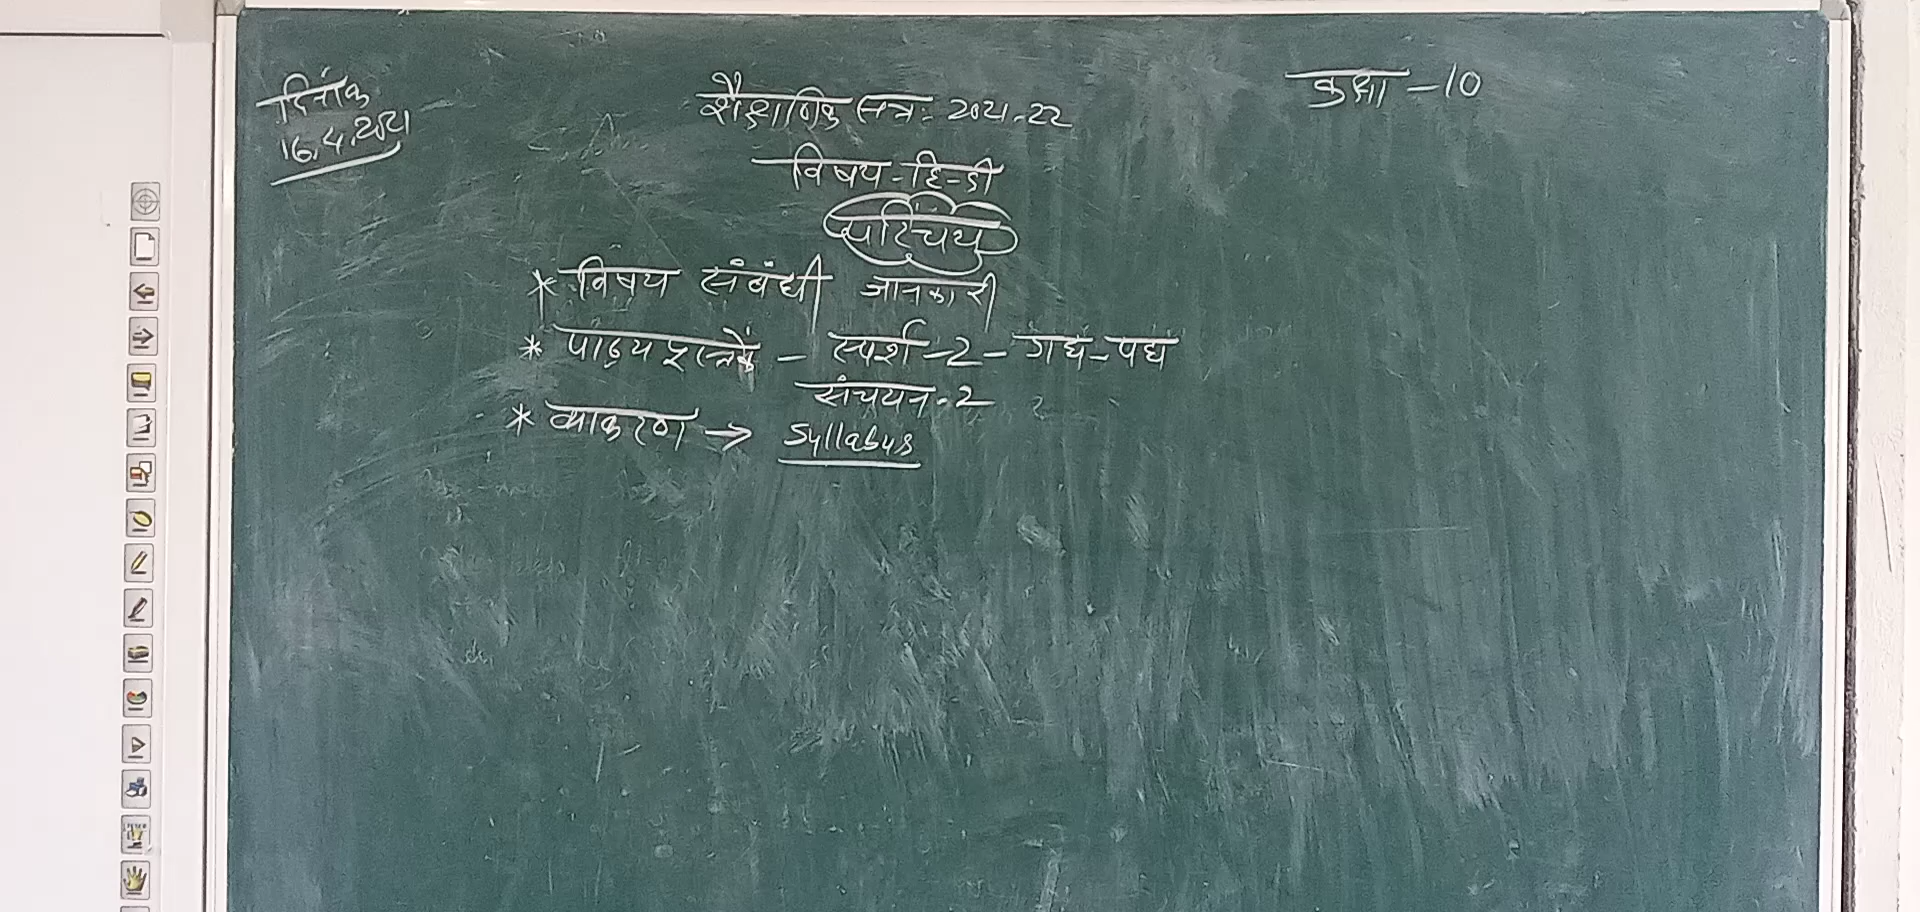 दिनांक
16.4.2021
शैक्षणिक सत्र:- 2021-22
कक्षा -10
विषय-हिन्दी
परिचय
* विषय संबंधी जानकारी
* पाठ्य पुस्तकें - स्पर्श-2- गद्य-पद्य
संचयन-2
* व्याकरण → Syllabus